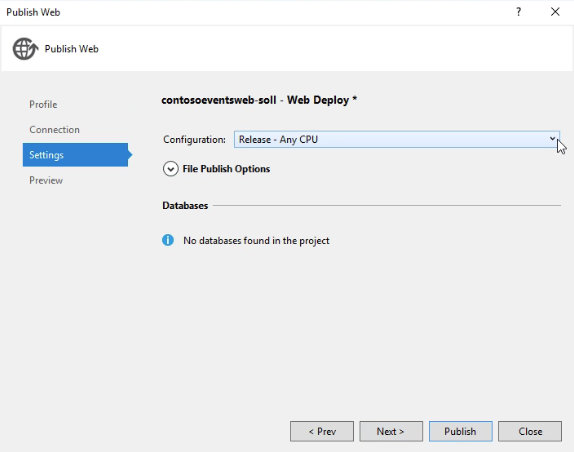 Publish Web
?
Publish Web
Profile
Connection
Settings
Preview
contosoeventsweb-soll - Web Deploy *
Configuration: Release - Any CPU
File Publish Options
Databases
No databases found in the project
< Prev Next > Publish Close